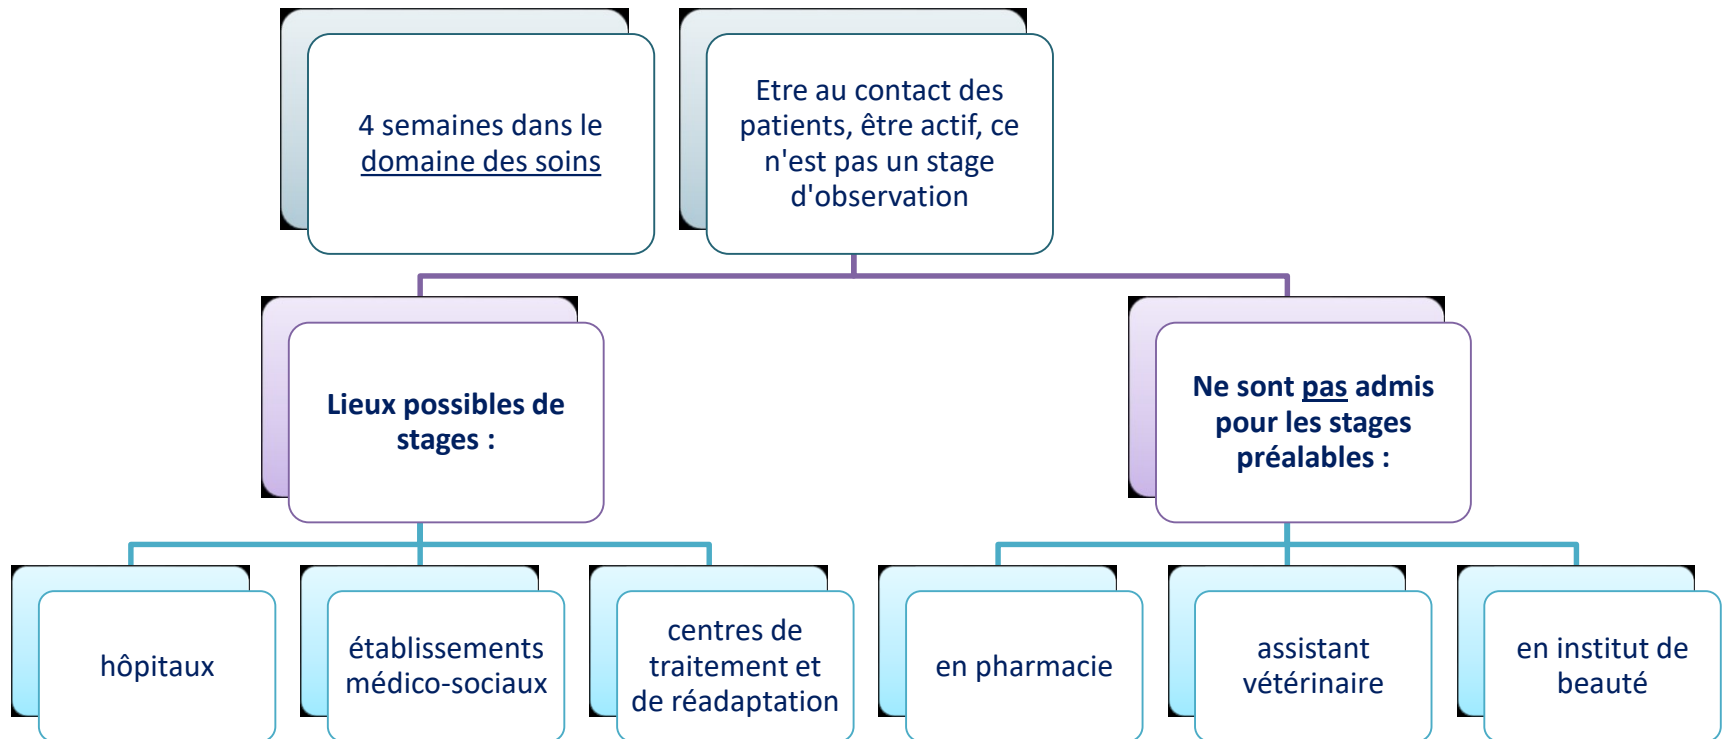 4 semaines dans le
domaine des soins
Etre au contact des
patients, être actif, ce
n'est pas un stage
d'observation
Lieux possibles de
stages :
Ne sont pas admis
pour les stages
préalables :
hôpitaux
établissements
médico-sociaux
centres de
traitement et
de réadaptation
en pharmacie
assistant
vétérinaire
en institut de
beauté